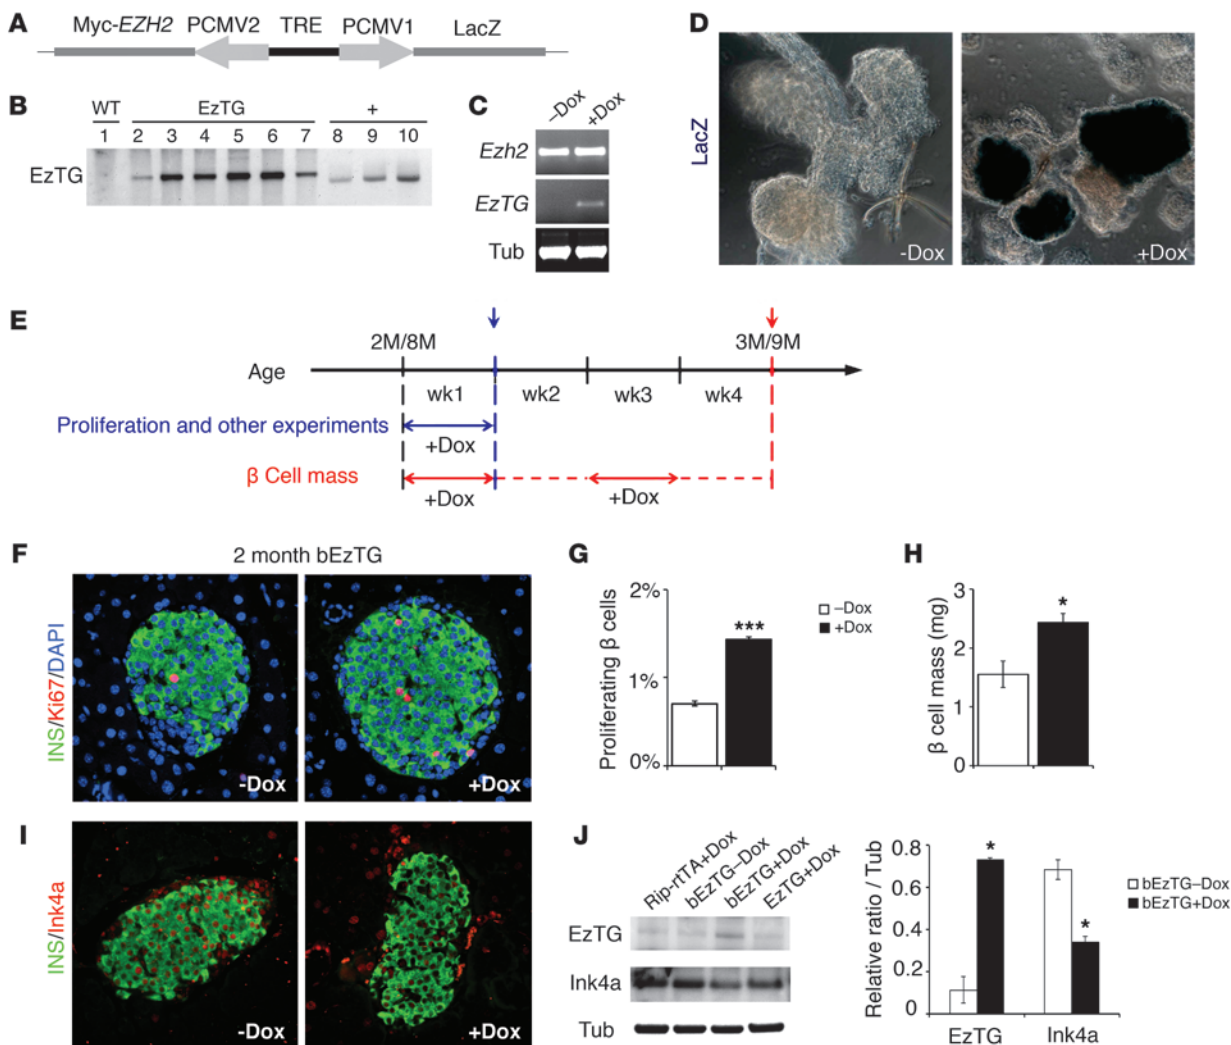 A
Myc-EZH2 PCMV2 TRE PCMV1 LacZ
B
WT EzTG +
1 2 3 4 5 6 7 8 9 10
EzTG
C
–Dox +Dox
Ezh2
EzTG
Tub
D
LacZ
-Dox
+Dox
E
2M/8M 3M/9M
Age
wk1 wk2 wk3 wk4
Proliferation and other experiments
+Dox
β Cell mass
+Dox +Dox
F
2 month bEzTG
INS/Ki67/DAPI
-Dox
+Dox
G
Proliferating β cells
2%
1%
0%
***
–Dox
+Dox
H
β cell mass (mg)
3
2
1
0
*
I
INS/Ink4a
-Dox
+Dox
J
Rip-rtTA+Dox
bEzTG–Dox
bEzTG+Dox
EzTG+Dox
EzTG
Ink4a
Tub
Relative ratio / Tub
0.8
0.6
0.4
0.2
0
*
*
bEzTG–Dox
bEzTG+Dox
EzTG Ink4a